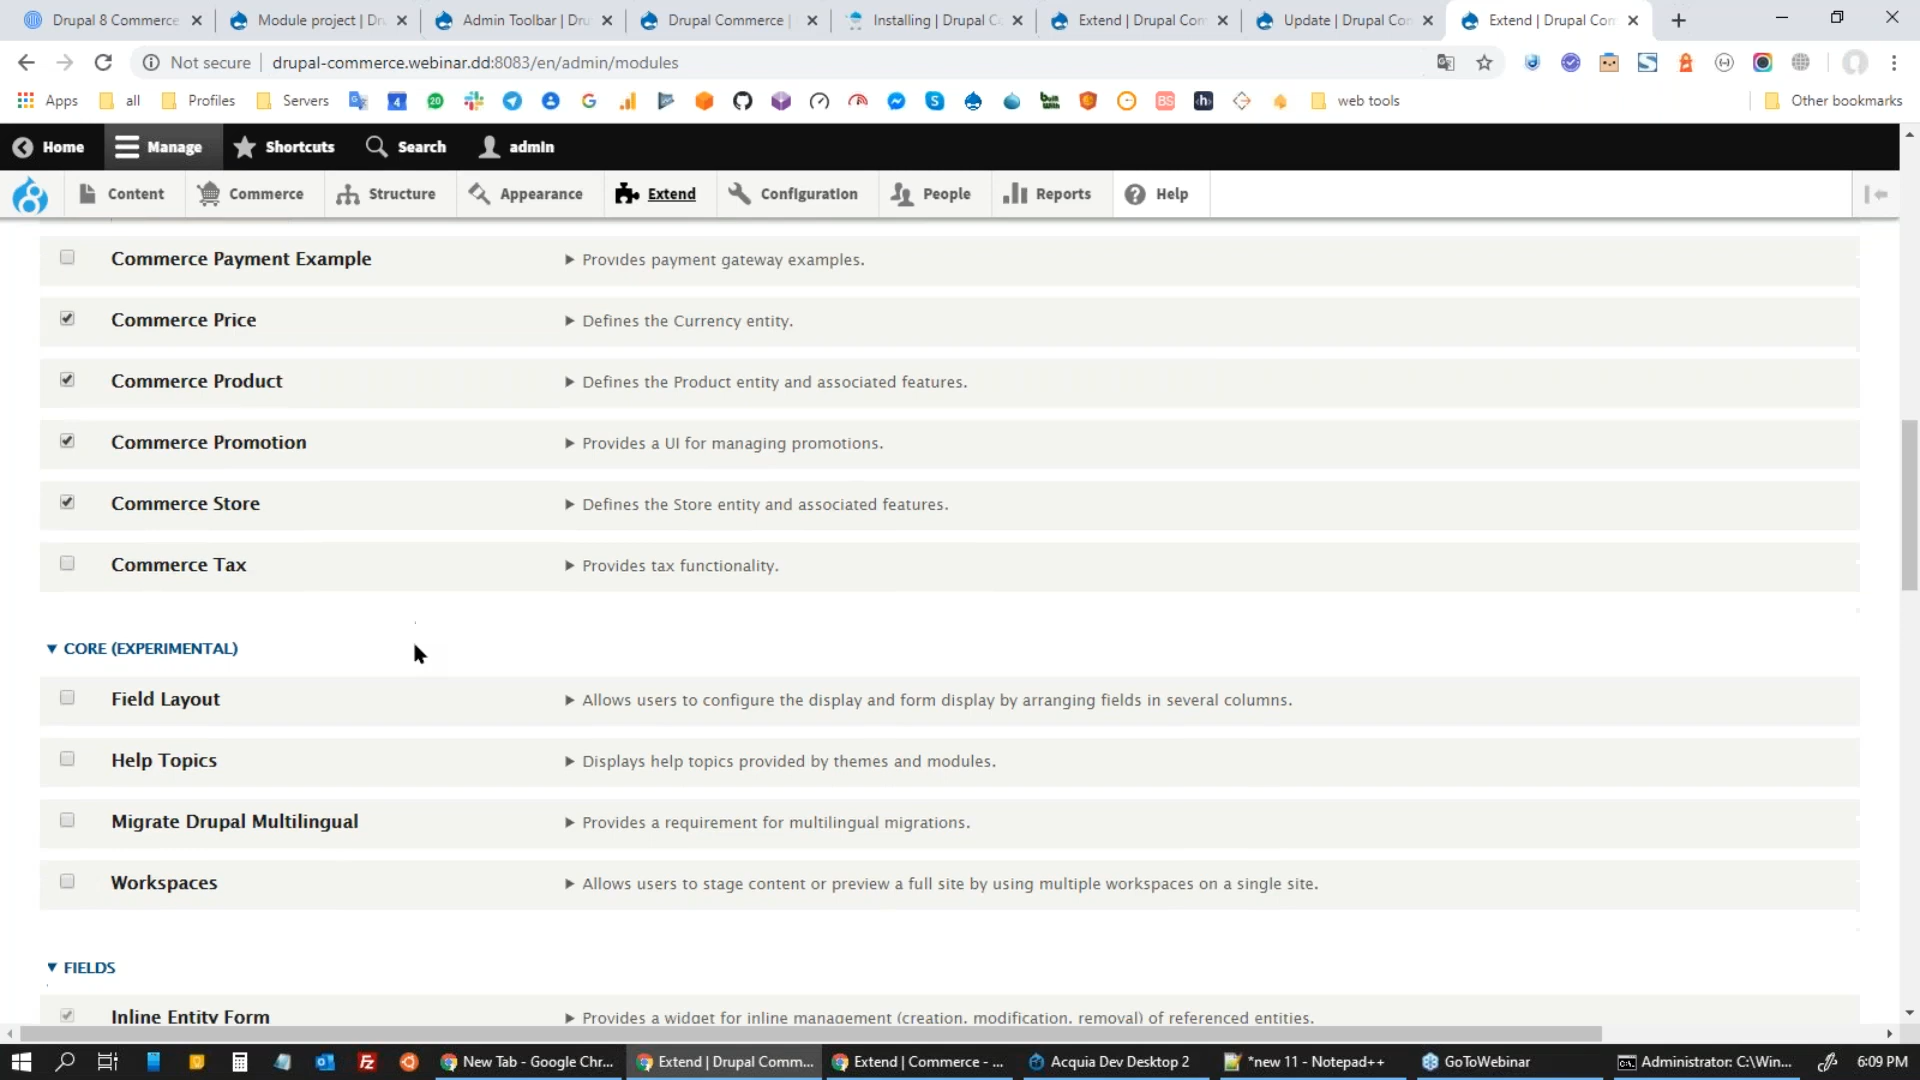 Drupal 8 Commerce
Module project | Dr
Admin Toolbar | Dru
Drupal Commerce |
Installing | Drupal C
Extend | Drupal Com
Update | Drupal Co
Extend | Drupal Com
Not secure | drupal-commerce.webinar.dd:8083/en/admin/modules
Apps
all
Profiles
Servers
web tools
Other bookmarks
Home
Manage
Shortcuts
Search
admin
Content
Commerce
Structure
Appearance
Extend
Configuration
People
Reports
Help
Commerce Payment Example
Provides payment gateway examples.
Commerce Price
Defines the Currency entity.
Commerce Product
Defines the Product entity and associated features.
Commerce Promotion
Provides a UI for managing promotions.
Commerce Store
Defines the Store entity and associated features.
Commerce Tax
Provides tax functionality.
CORE (EXPERIMENTAL)
Field Layout
Allows users to configure the display and form display by arranging fields in several columns.
Help Topics
Displays help topics provided by themes and modules.
Migrate Drupal Multilingual
Provides a requirement for multilingual migrations.
Workspaces
Allows users to stage content or preview a full site by using multiple workspaces on a single site.
FIELDS
Inline Entity Form
Provides a widget for inline management (creation, modification, removal) of referenced entities.
New Tab - Google Chr...
Extend | Drupal Comm...
Extend | Commerce - ...
Acquia Dev Desktop 2
*new 11 - Notepad++
GoToWebinar
Administrator: C:\Win...
6:09 PM